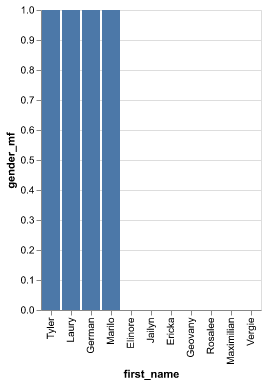 1.0
0.9
0.8
0.7
0.6
0.5
0.4
0.3
0.2
0.1
0.0
gender_mf
Tyler
Laury
German
Marilo
Elinore
Jailyn
Ericka
Geovany
Rosalee
Maximilian
Vergie
first_name